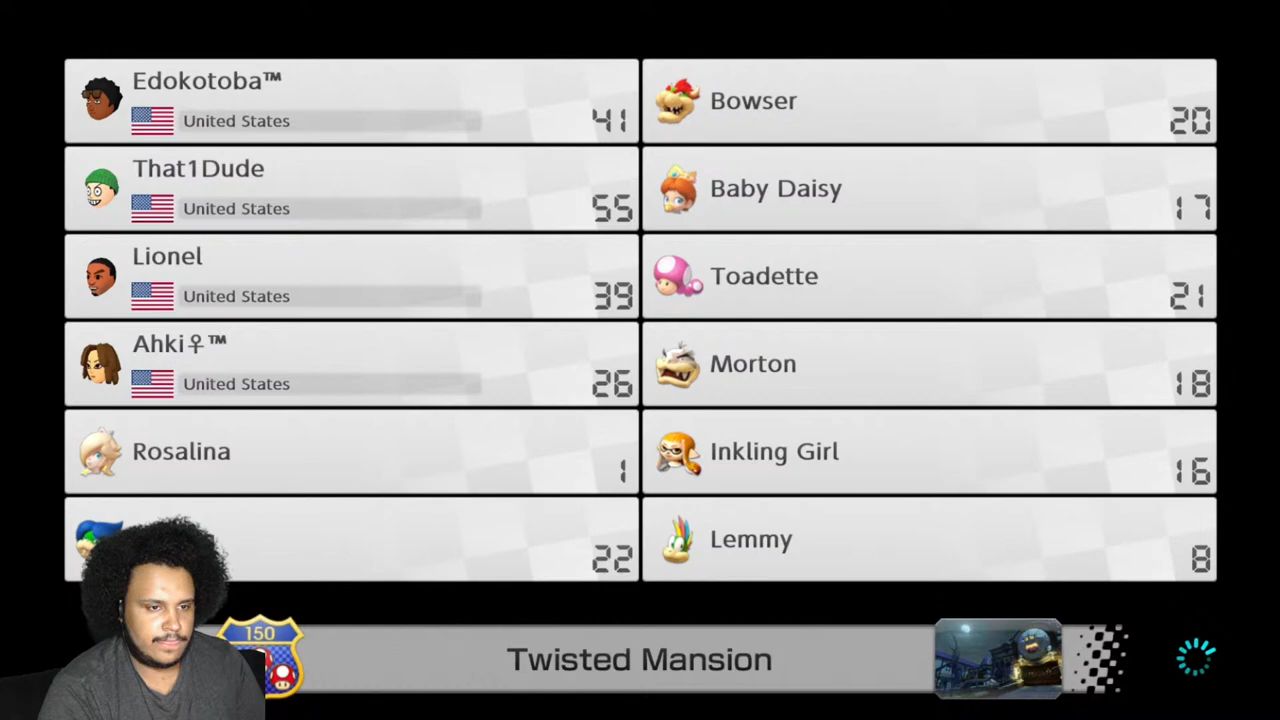 Edokotoba™
United States
41
That1Dude
United States
55
Lionel
United States
39
Ahki♀™
United States
26
Rosalina
1
22
Bowser
20
Baby Daisy
17
Toadette
21
Morton
18
Inkling Girl
16
Lemmy
8
150
Twisted Mansion